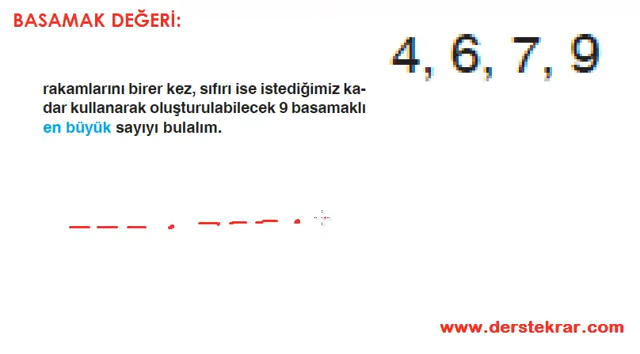 BASAMAK DEĞERİ:
4, 6, 7, 9
rakamlarını birer kez, sıfırı ise istediğimiz ka-
dar kullanarak oluşturulabilecek 9 basamaklı
en büyük sayıyı bulalım.
www.derstekrar.com